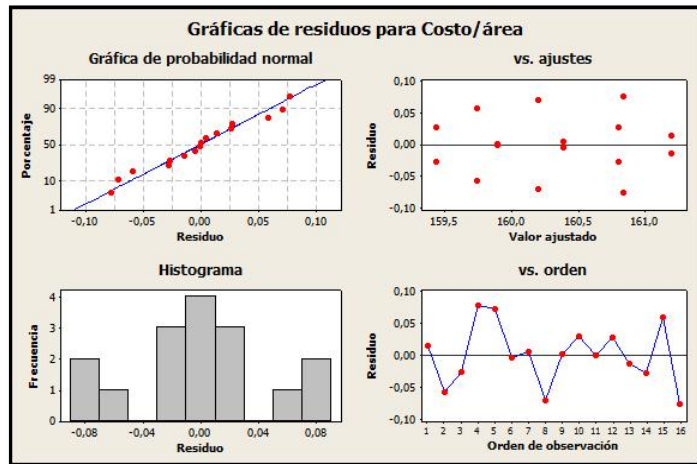 Gráficas de residuos para Costo/área
Gráfica de probabilidad normal
99
90
50
10
1
Porcentaje
-0,10 -0,05 0,00 0,05 0,10
Residuo
vs. ajustes
0,10
0,05
0,00
-0,05
-0,10
Residuo
159,5 160,0 160,5 161,0
Valor ajustado
Histograma
4
3
2
1
0
Frecuencia
-0,08 -0,04 0,00 0,04 0,08
Residuo
vs. orden
0,10
0,05
0,00
-0,05
-0,10
Residuo
1 2 3 4 5 6 7 8 9 10 11 12 13 14 15 16
Orden de observación